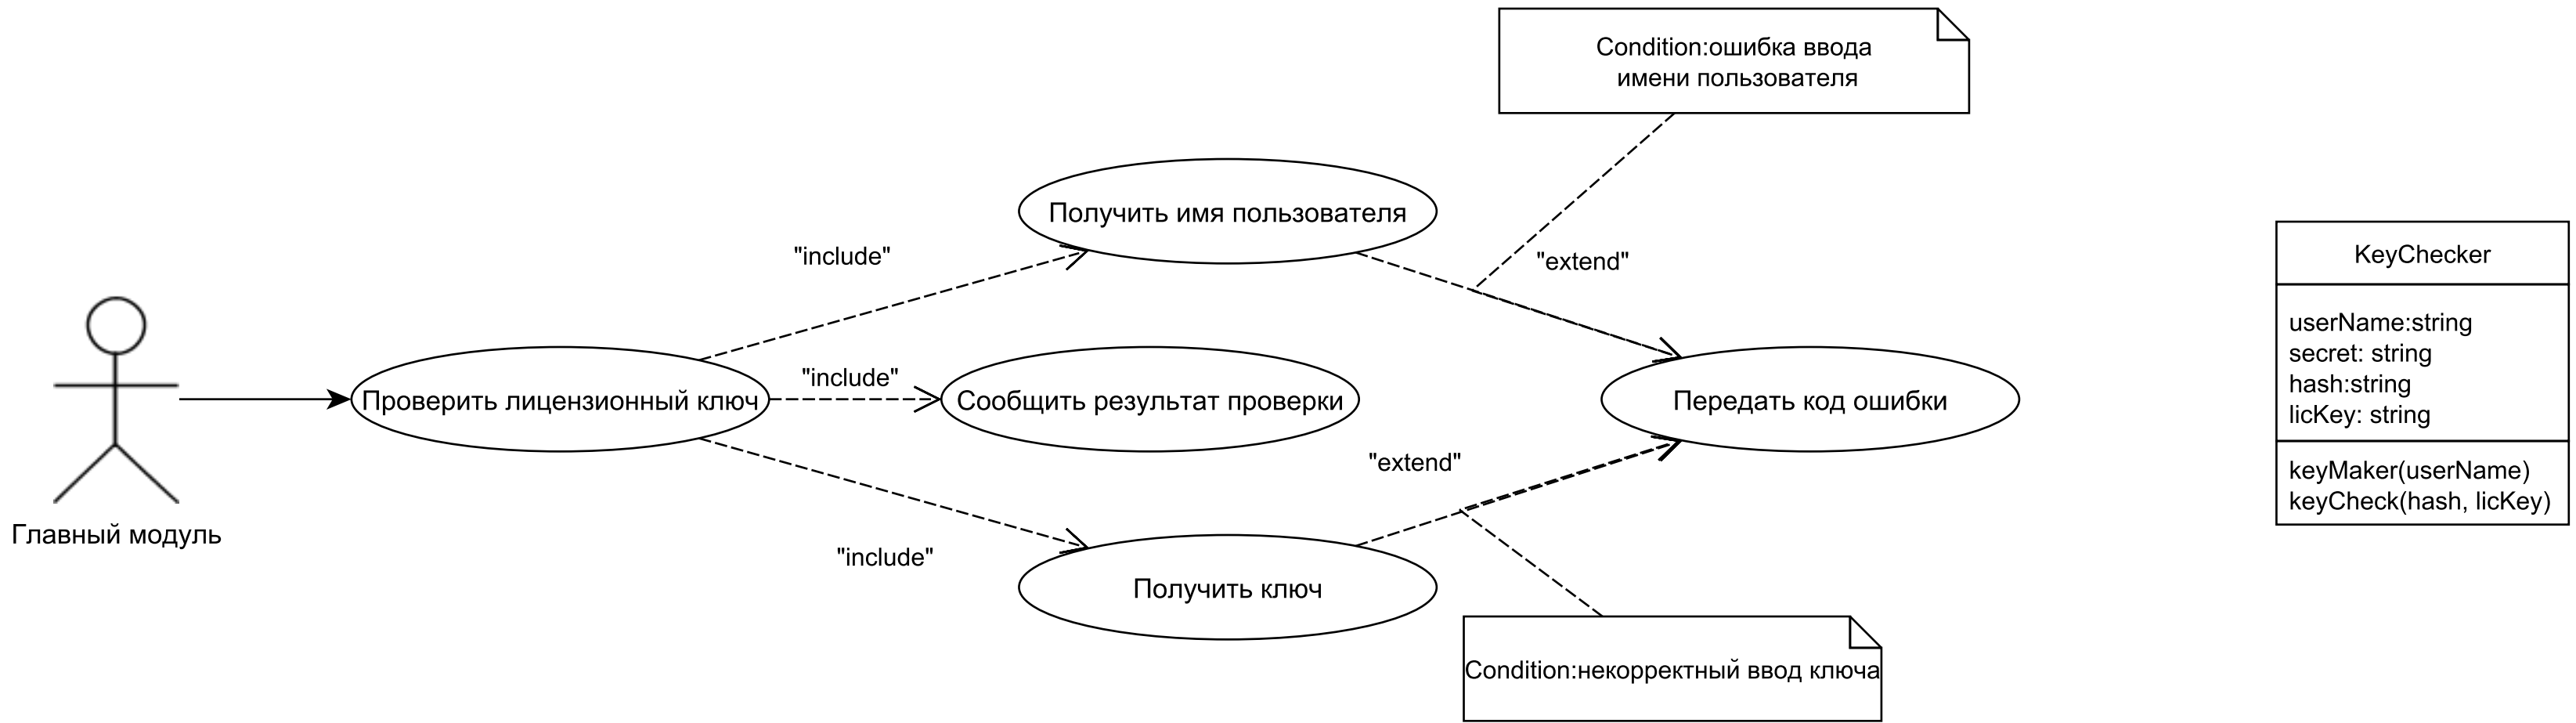 Condition:ошибка ввода
имени пользователя
Получить имя пользователя
"include"
"extend"
KeyChecker
userName:string
secret: string
hash:string
licKey: string
keyMaker(userName)
keyCheck(hash, licKey)
"include"
Проверить лицензионный ключ
Сообщить результат проверки
Передать код ошибки
"extend"
Главный модуль
"include"
Получить ключ
Condition:некорректный ввод ключа